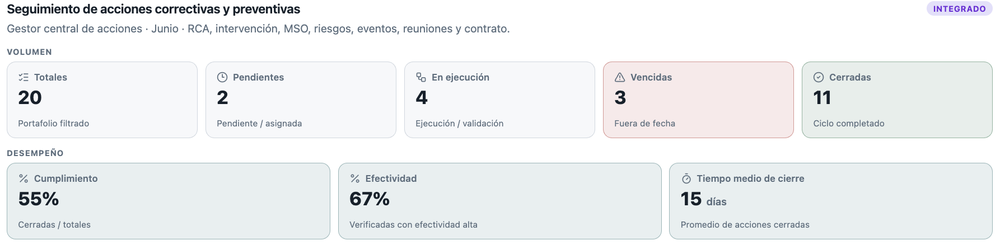 Seguimiento de acciones correctivas y preventivas
INTEGRADO
Gestor central de acciones · Junio · RCA, intervención, MSO, riesgos, eventos, reuniones y contrato.
VOLUMEN
Totales
20
Portafolio filtrado
Pendientes
2
Pendiente / asignada
En ejecución
4
Ejecución / validación
Vencidas
3
Fuera de fecha
Cerradas
11
Ciclo completado
DESEMPEÑO
Cumplimiento
55%
Cerradas / totales
Efectividad
67%
Verificadas con efectividad alta
Tiempo medio de cierre
15 días
Promedio de acciones cerradas